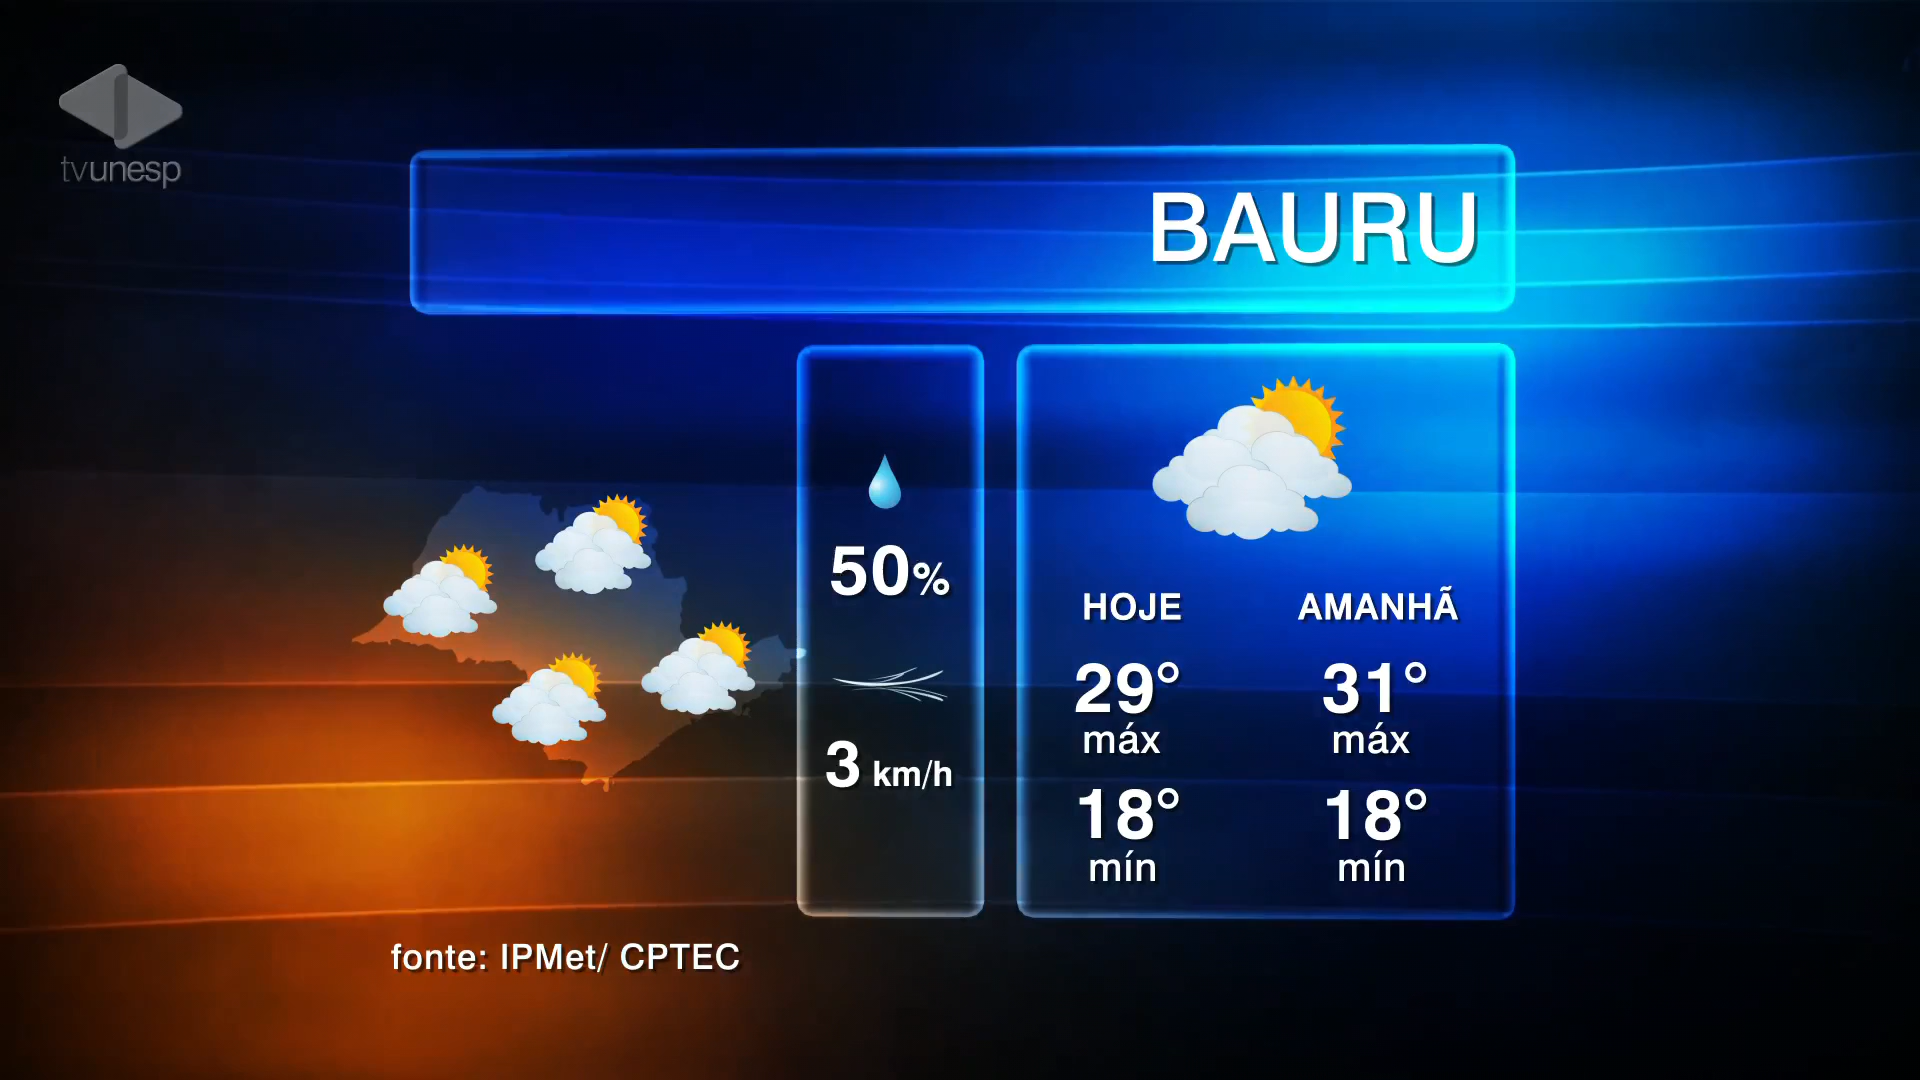 tvunesp
BAURU
50%
3 km/h
HOJE AMANHÃ
29° 31°
máx máx
18° 18°
mín mín
fonte: IPMet/ CPTEC